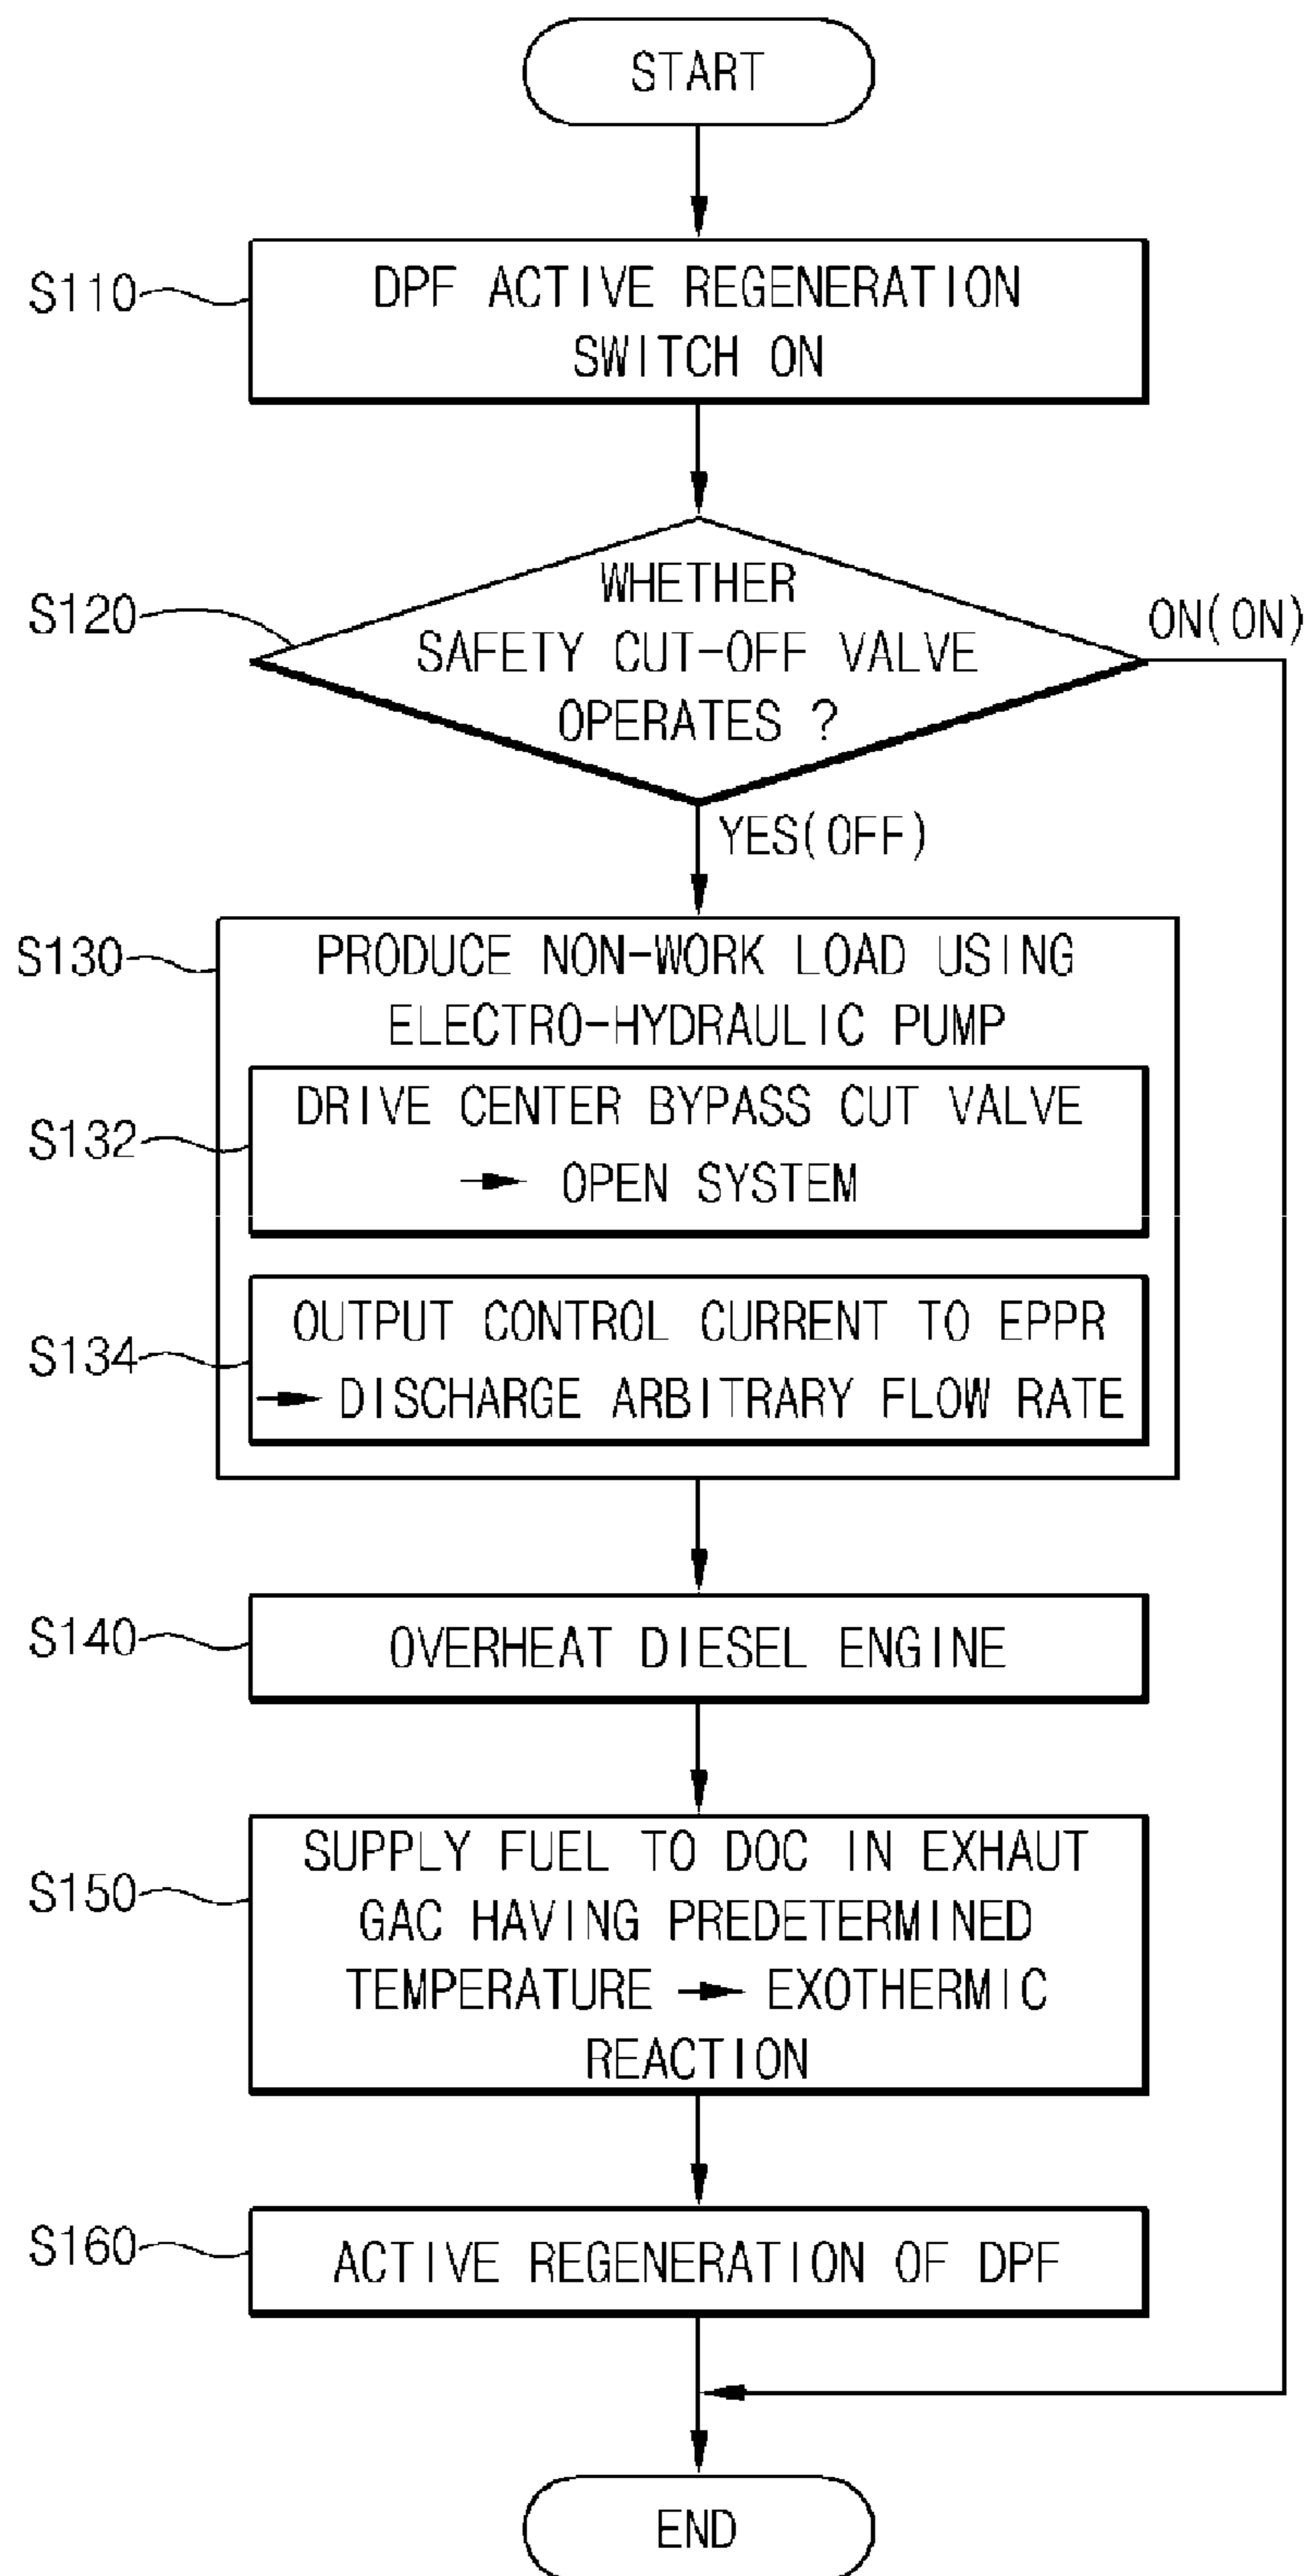 START
S110
DPF ACTIVE REGENERATION
SWITCH ON
S120
WHETHER
SAFETY CUT-OFF VALVE
OPERATES ?
ON(ON)
YES(OFF)
S130
PRODUCE NON-WORK LOAD USING
ELECTRO-HYDRAULIC PUMP
S132
DRIVE CENTER BYPASS CUT VALVE
→ OPEN SYSTEM
S134
OUTPUT CONTROL CURRENT TO EPPR
→ DISCHARGE ARBITRARY FLOW RATE
S140
OVERHEAT DIESEL ENGINE
S150
SUPPLY FUEL TO DOC IN EXHAUT
GAC HAVING PREDETERMINED
TEMPERATURE → EXOTHERMIC
REACTION
S160
ACTIVE REGENERATION OF DPF
END